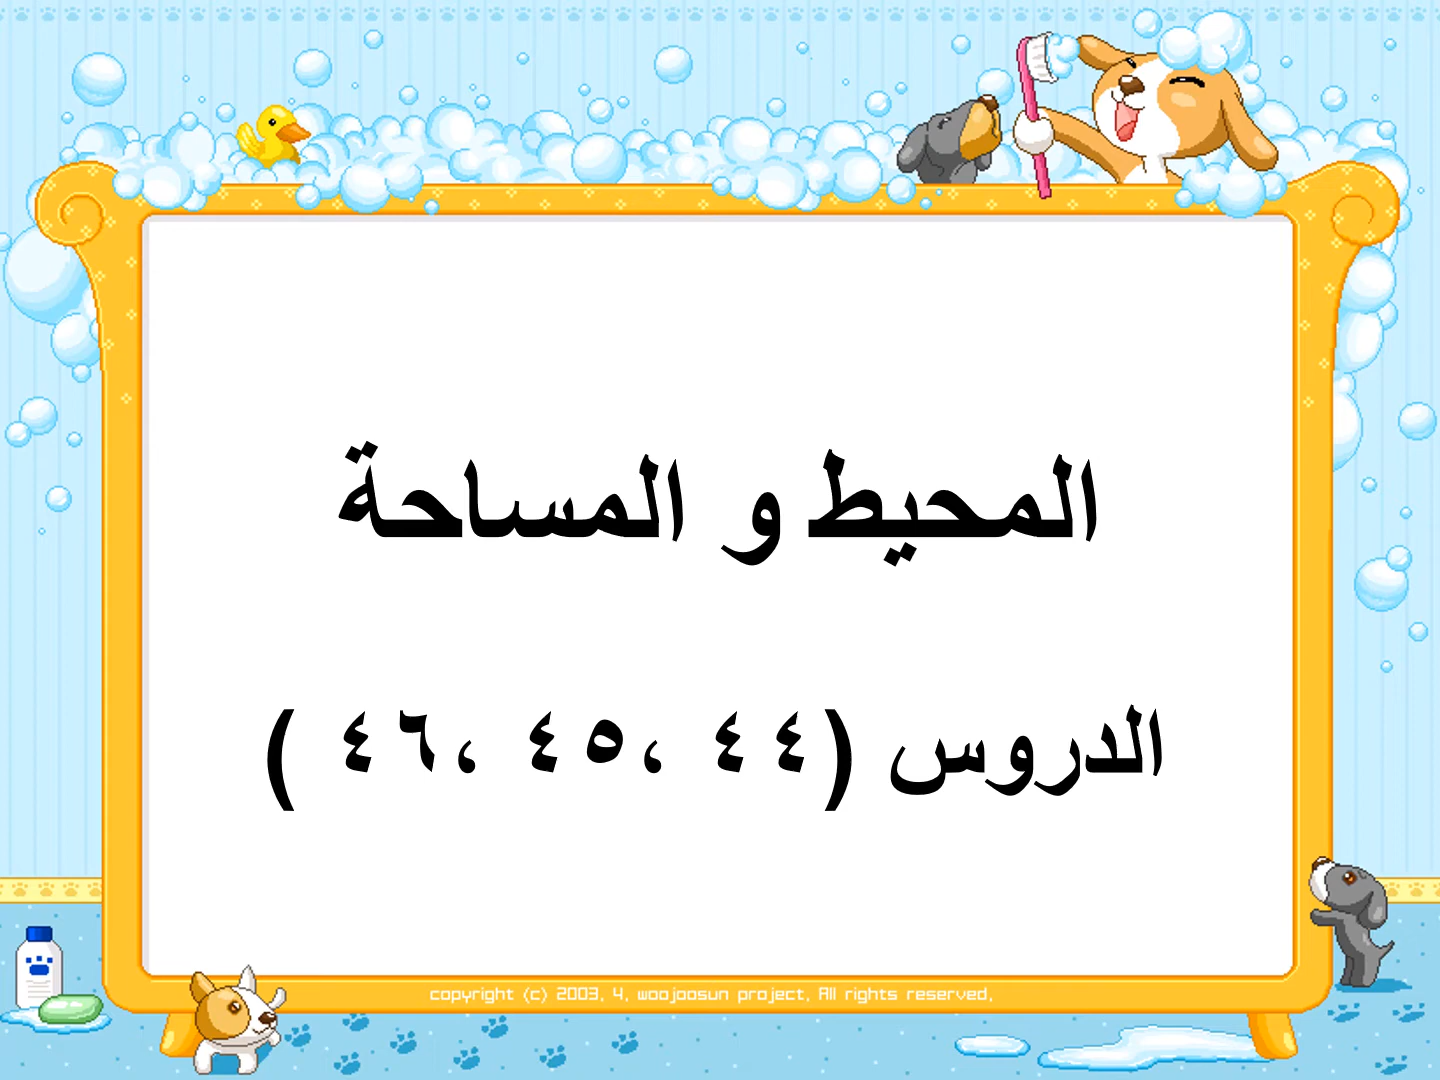 المحيط و المساحة
الدروس (٤٤ ،٤٥ ،٤٦ )
copyright (c) 2003. 4. woojoosun project. All rights reserved.